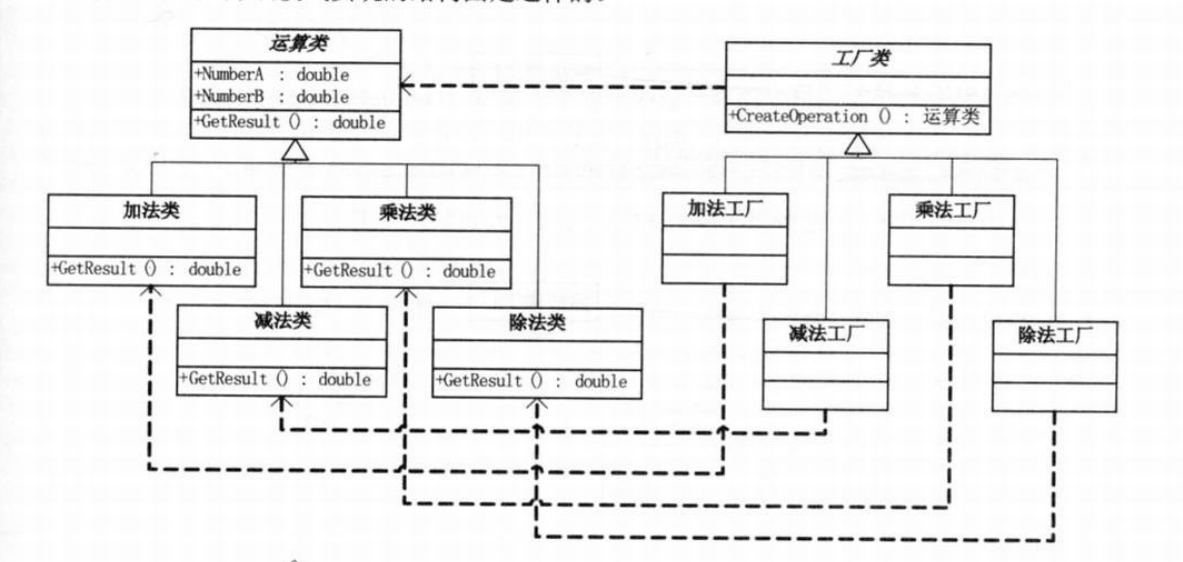 运算类
+NumberA : double
+NumberB : double
+GetResult () : double
工厂类
+CreateOperation () : 运算类
加法类
+GetResult () : double
乘法类
+GetResult () : double
加法工厂
乘法工厂
减法类
+GetResult () : double
除法类
+GetResult () : double
减法工厂
除法工厂